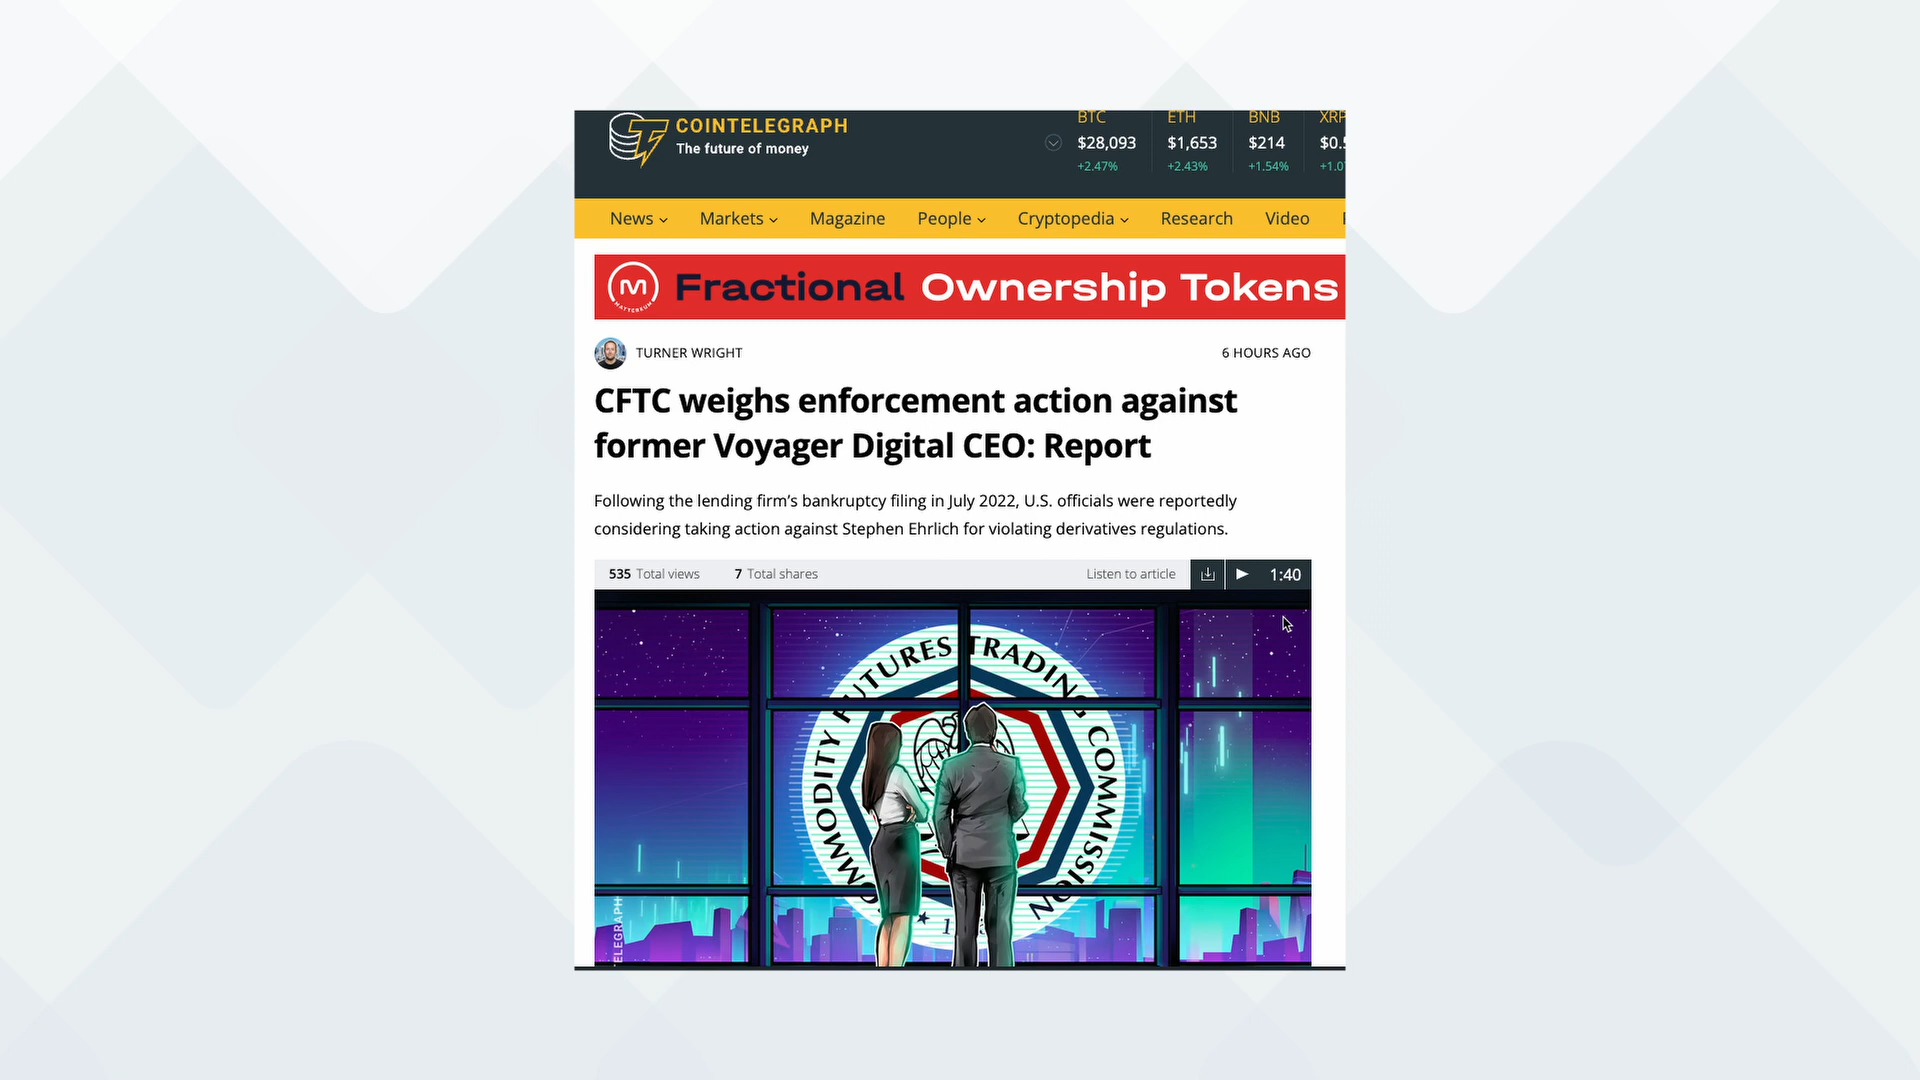 COINTELEGRAPH
The future of money
BTC ETH BNB XRP
$28,093 $1,653 $214
+2.47% +2.43% +1.54%
News Markets Magazine People Cryptopedia Research Video
MATTEREUM
Fractional Ownership Tokens
TURNER WRIGHT 6 HOURS AGO
CFTC weighs enforcement action against
former Voyager Digital CEO: Report
Following the lending firm’s bankruptcy filing in July 2022, U.S. officials were reportedly
considering taking action against Stephen Ehrlich for violating derivatives regulations.
535 Total views 7 Total shares Listen to article 1:40
COMMODITY FUTURES TRADING COMMISSION